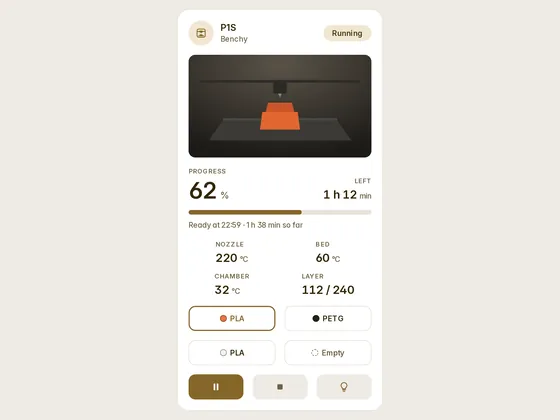 P1S
Running
Benchy
PROGRESS
LEFT
62 %
1 h 12 min
Ready at 22:59 · 1 h 38 min so far
NOZZLE
BED
220 °C
60 °C
CHAMBER
LAYER
32 °C
112 / 240
PLA
PETG
PLA
Empty